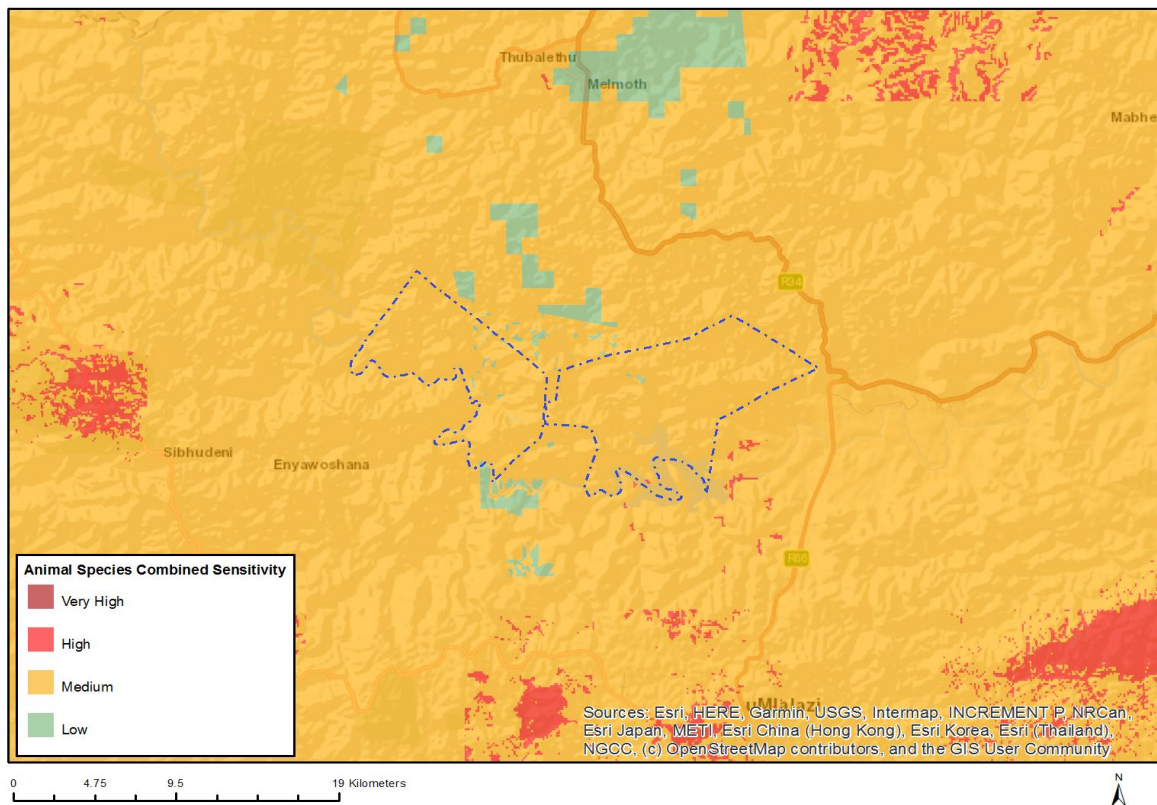 Thubalethu
Melmoth
Mabhe
R34
Sibhudeni
Enyawoshana
R66
Animal Species Combined Sensitivity
Very High
High
Medium
Low
uMlalazi
Sources: Esri, HERE, Garmin, USGS, Intermap, INCREMENT P, NRCan,
Esri Japan, METI, Esri China (Hong Kong), Esri Korea, Esri (Thailand),
NGCC, (c) OpenStreetMap contributors, and the GIS User Community
0 4.75 9.5 19 Kilometers
N